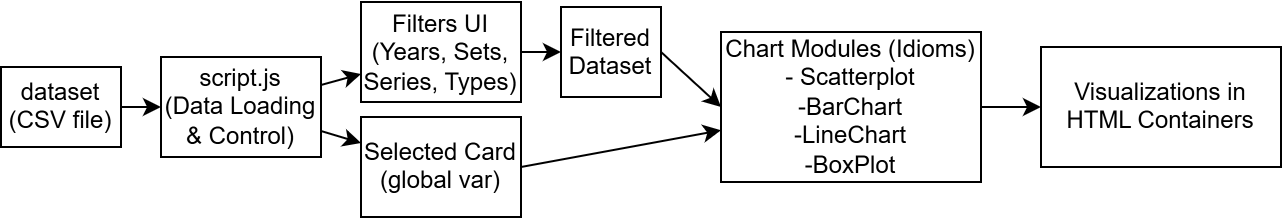 dataset
(CSV file)
script.js
(Data Loading
& Control)
Filters UI
(Years, Sets,
Series, Types)
Selected Card
(global var)
Filtered
Dataset
Chart Modules (Idioms)
- Scatterplot
-BarChart
-LineChart
-BoxPlot
Visualizations in
HTML Containers